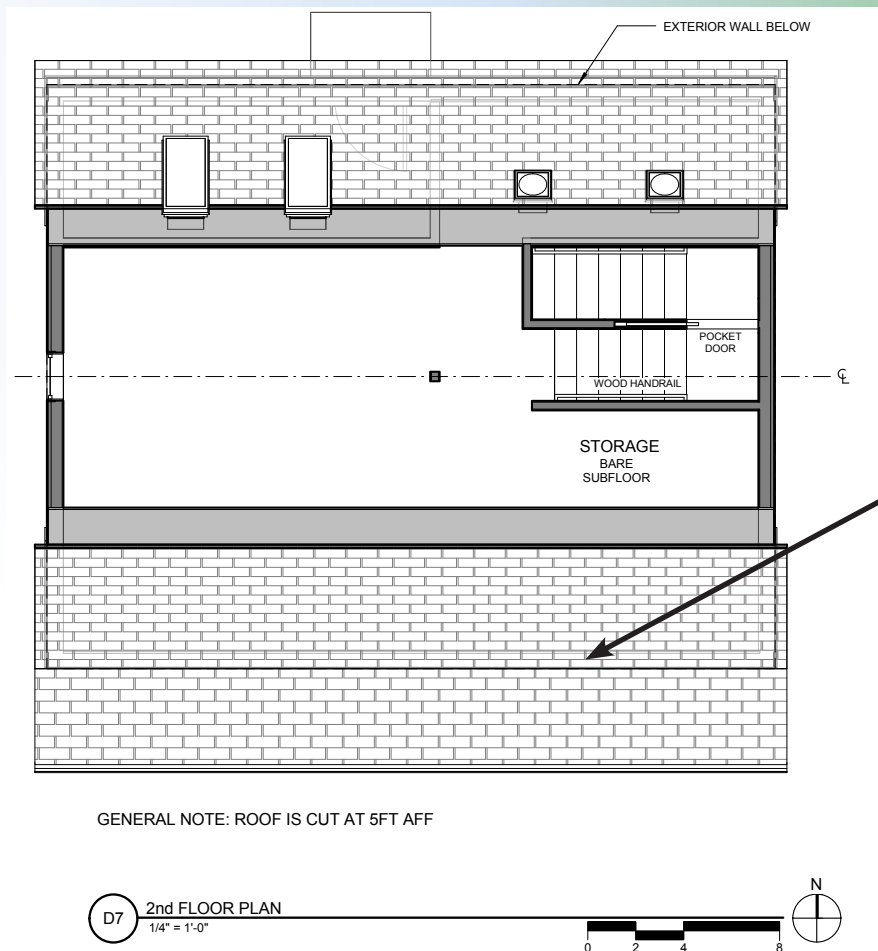 EXTERIOR WALL BELOW
POCKET
DOOR
℄
WOOD HANDRAIL
STORAGE
BARE
SUBFLOOR
GENERAL NOTE: ROOF IS CUT AT 5FT AFF
N
D7
2nd FLOOR PLAN
1/4" = 1'-0"
0 2 4 8